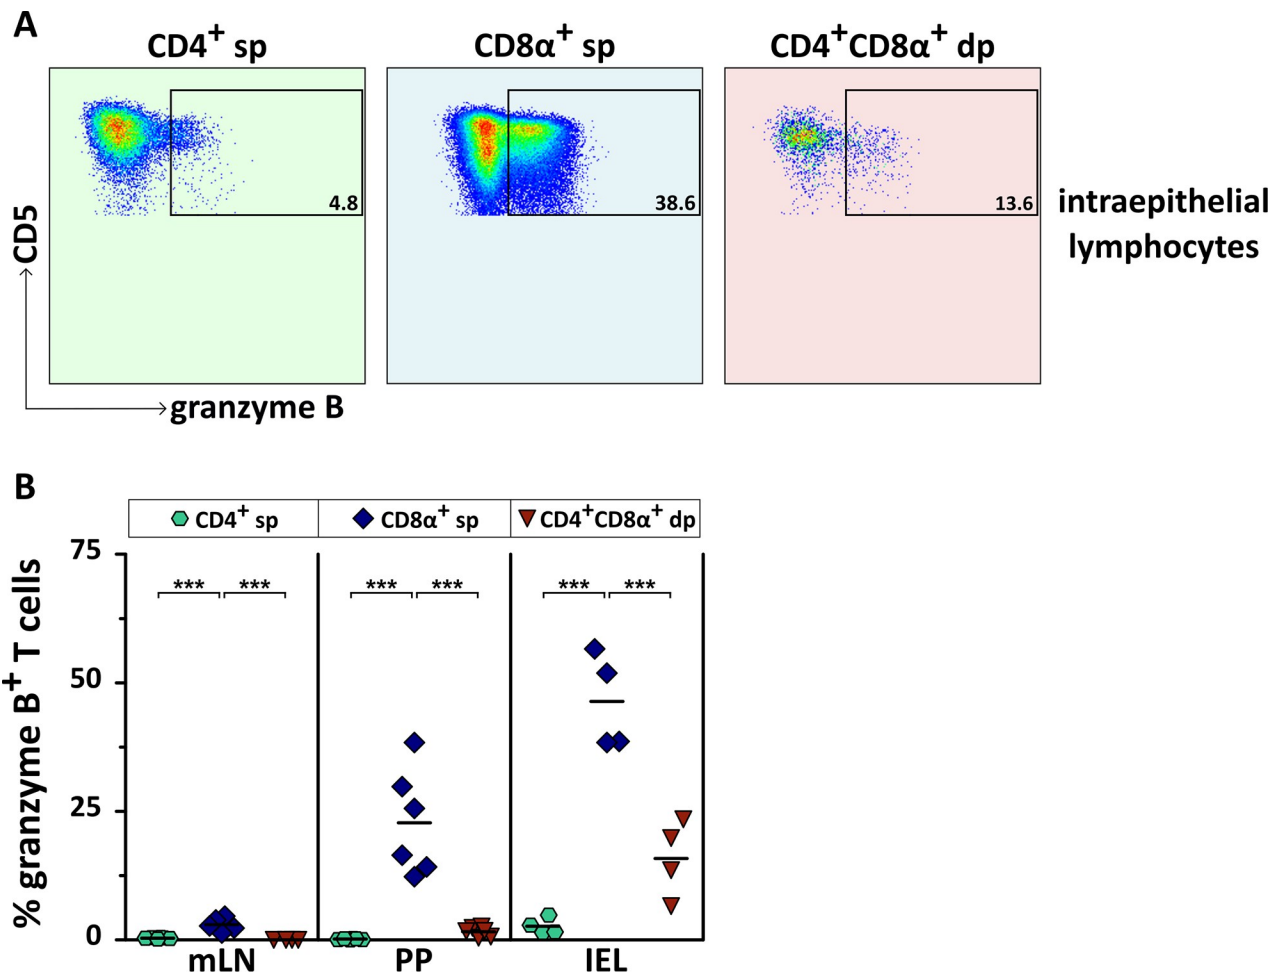 A
CD4+ sp
CD8α+ sp
CD4+CD8α+ dp
4.8
38.6
13.6
CD5
granzyme B
intraepithelial
lymphocytes
B
CD4+ sp
CD8α+ sp
CD4+CD8α+ dp
% granzyme B+ T cells
75
50
25
0
*** ***
*** ***
*** ***
mLN
PP
IEL